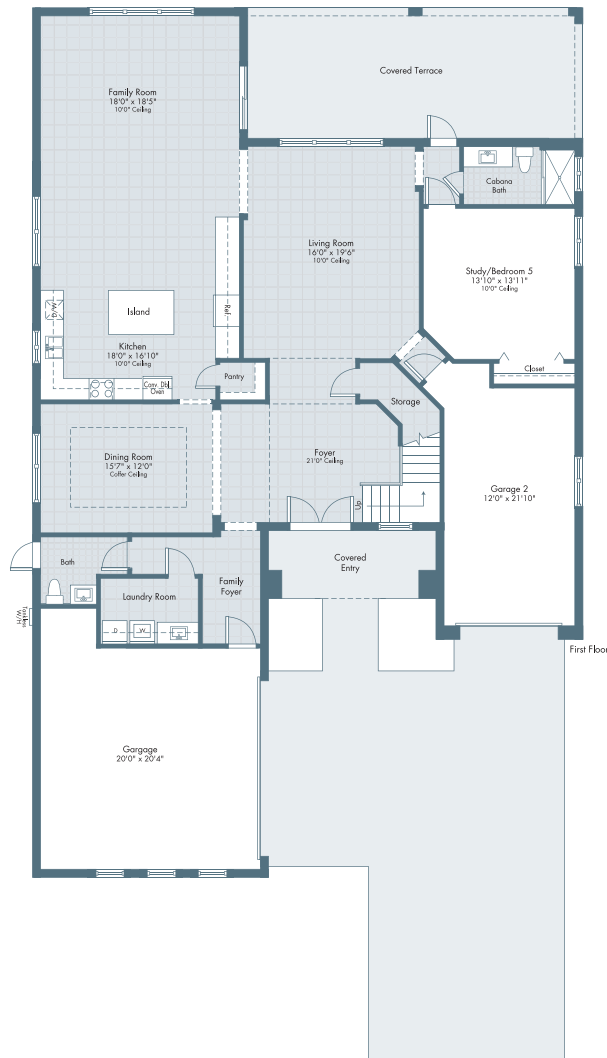 Covered Terrace
Family Room
18'0" x 18'5"
10'0" Ceiling
Cabana
Bath
Living Room
16'0" x 19'6"
10'0" Ceiling
Study/Bedroom 5
13'10" x 13'11"
10'0" Ceiling
Island
Ref.
Kitchen
18'0" x 16'10"
10'0" Ceiling
Closet
Pantry
Conv. Dbl.
Oven
Storage
Dining Room
15'7" x 12'0"
Coffer Ceiling
Foyer
21'0" Ceiling
Garage 2
12'0" x 21'10"
Up
Bath
Covered
Entry
Family
Foyer
Laundry Room
Tankless
W/H
D
W
First Floor
Gargage
20'0" x 20'4"